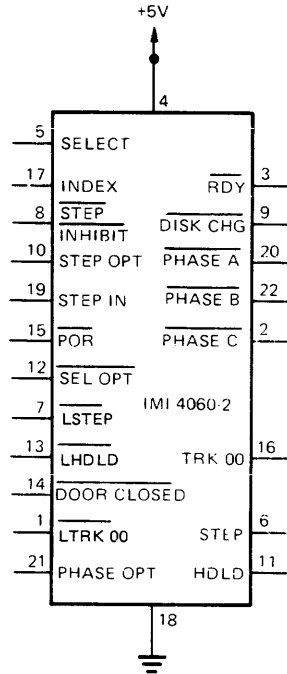 +5V
4
5 SELECT
17 INDEX
RDY 3
8 STEP
INHIBIT
DISK CHG 9
10 STEP OPT
PHASE A 20
19 STEP IN
PHASE B 22
15 POR
PHASE C 2
12 SEL OPT
7 LSTEP
IMI 4060-2
13 LHDLD
TRK 00 16
14 DOOR CLOSED
1 LTRK 00
STEP 6
21 PHASE OPT
HDLD 11
18